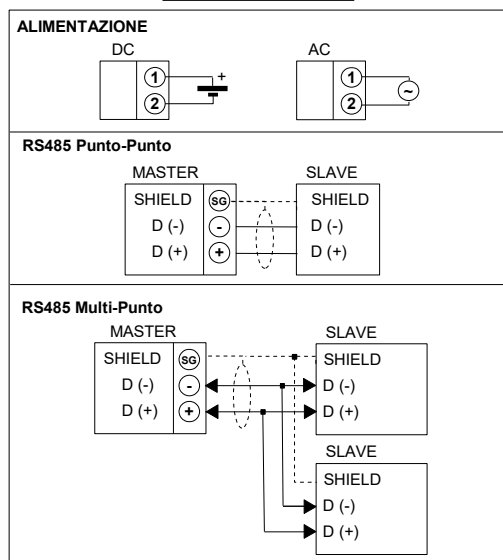 ALIMENTAZIONE
DC
AC
1
+
2
1
~
2
RS485 Punto-Punto
MASTER
SLAVE
SHIELD SG
SHIELD
D (-) -
D (-)
D (+) +
D (+)
RS485 Multi-Punto
MASTER
SLAVE
SHIELD SG
SHIELD
D (-) -
D (-)
D (+) +
D (+)
SLAVE
SHIELD
D (-)
D (+)